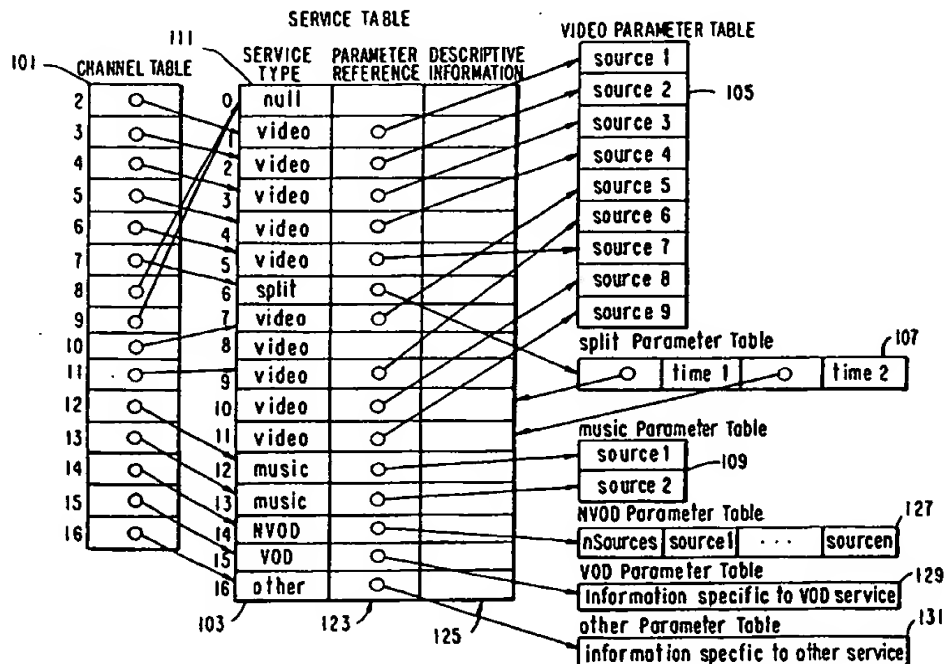 SERVICE TABLE
111
101
CHANNEL TABLE
SERVICE TYPE
PARAMETER REFERENCE
DESCRIPTIVE INFORMATION
VIDEO PARAMETER TABLE
105
2
3
4
5
6
7
8
9
10
11
12
13
14
15
16
0 null
1 video
2 video
3 video
4 video
5 video
6 split
7 video
8 video
9 video
10 video
11 video
12 music
13 music
14 NVOD
15 VOD
16 other
103
123
125
source 1
source 2
source 3
source 4
source 5
source 6
source 7
source 8
source 9
split Parameter Table
107
time 1
time 2
music Parameter Table
source1
source 2
109
NVOD Parameter Table
127
nSources source1 ... sourcen
VOD Parameter Table
129
Information specific to VOD service
other Parameter Table
131
information specfic to other service